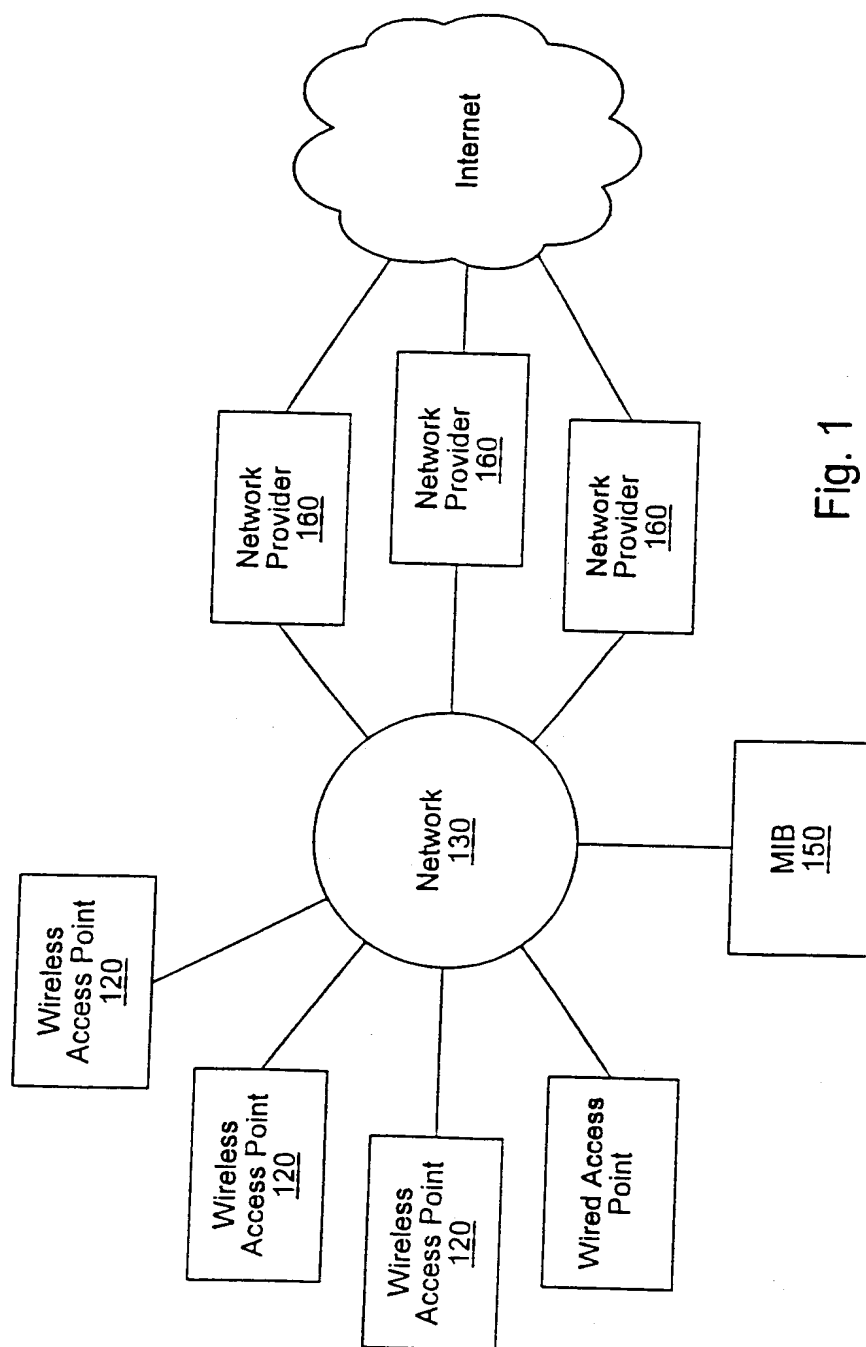 Wireless
Access Point
120
Wireless
Access Point
120
Wireless
Access Point
120
Wired Access
Point
Network
130
MIB
150
Network
Provider
160
Network
Provider
160
Network
Provider
160
Internet
Fig. 1